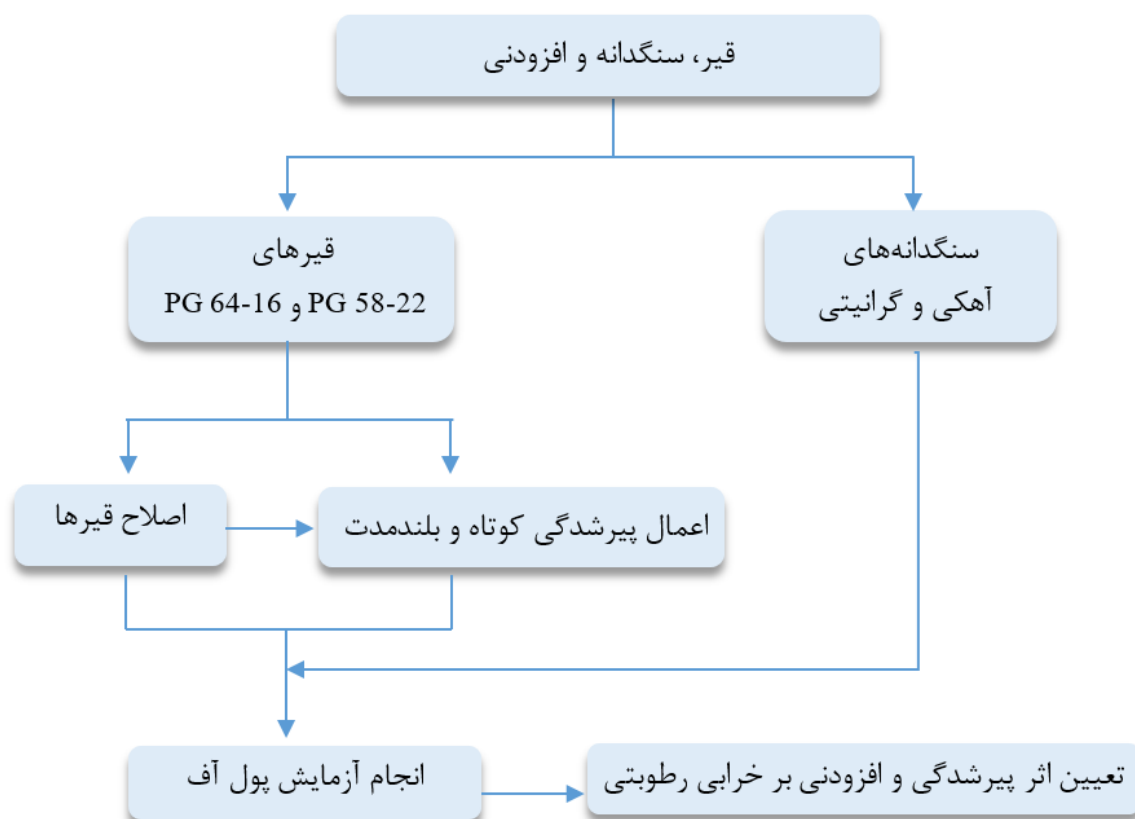 قیر، سنگدانه و افزودنی
سنگدانه‌های
آهکی و گرانیتی
قیرهای
PG 58-22 و PG 64-16
اصلاح قیرها
اعمال پیرشدگی کوتاه و بلندمدت
انجام آزمایش پول آف
تعیین اثر پیرشدگی و افزودنی بر خرابی رطوبتی